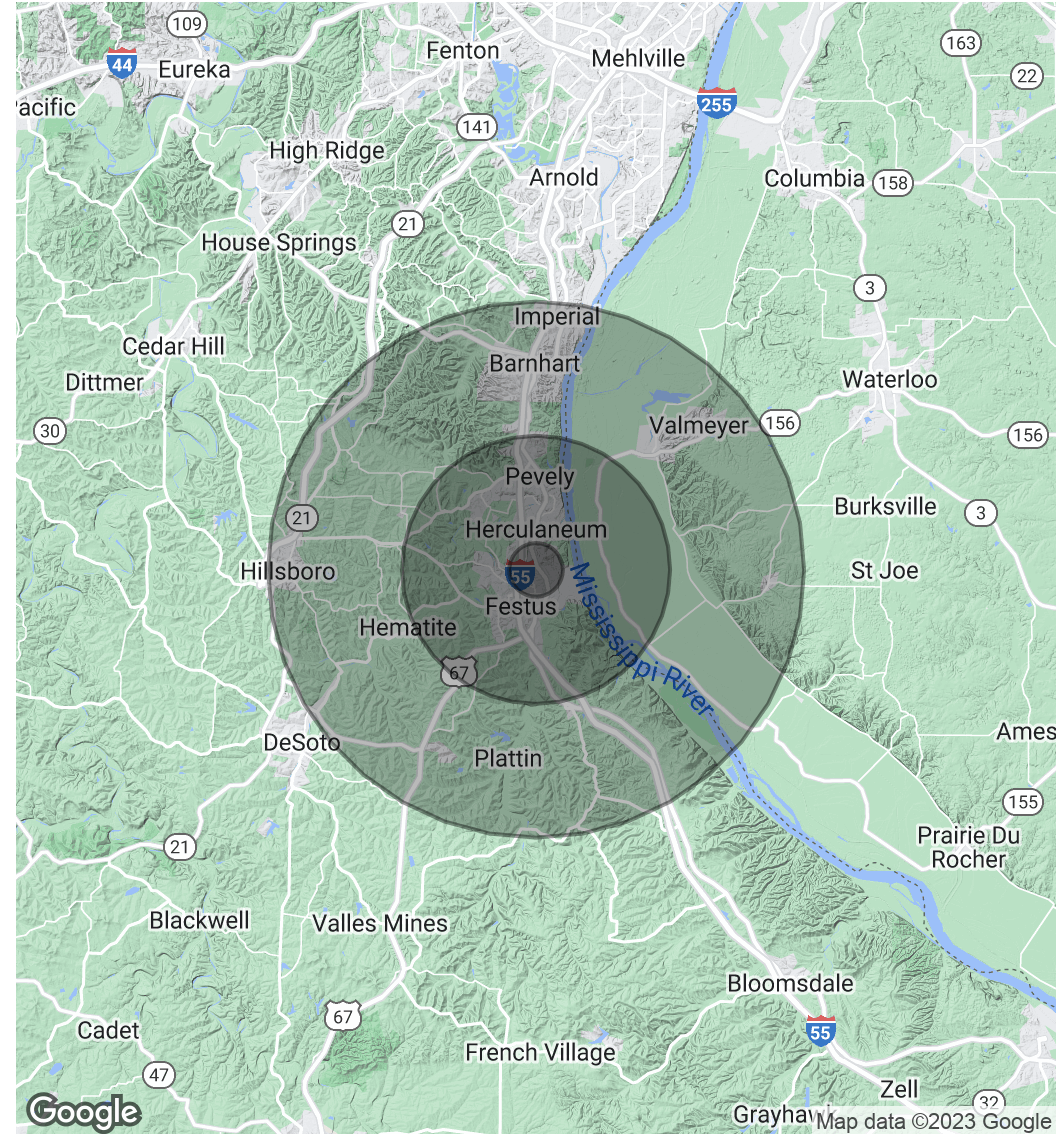 109
Fenton
163
Mehlville
44
Eureka
22
acific
255
141
High Ridge
Arnold
Columbia
158
21
House Springs
3
Imperial
Cedar Hill
Barnhart
Dittmer
Waterloo
Valmeyer
156
30
156
Pevely
Burksville
21
3
Herculaneum
Hillsboro
55
St Joe
Festus
Hematite
Mississippi River
67
DeSoto
Ames
Plattin
155
Prairie Du
Rocher
21
Blackwell
Valles Mines
Bloomsdale
67
Cadet
55
French Village
47
Zell
32
Google
Grayhawk
Map data ©2023 Google